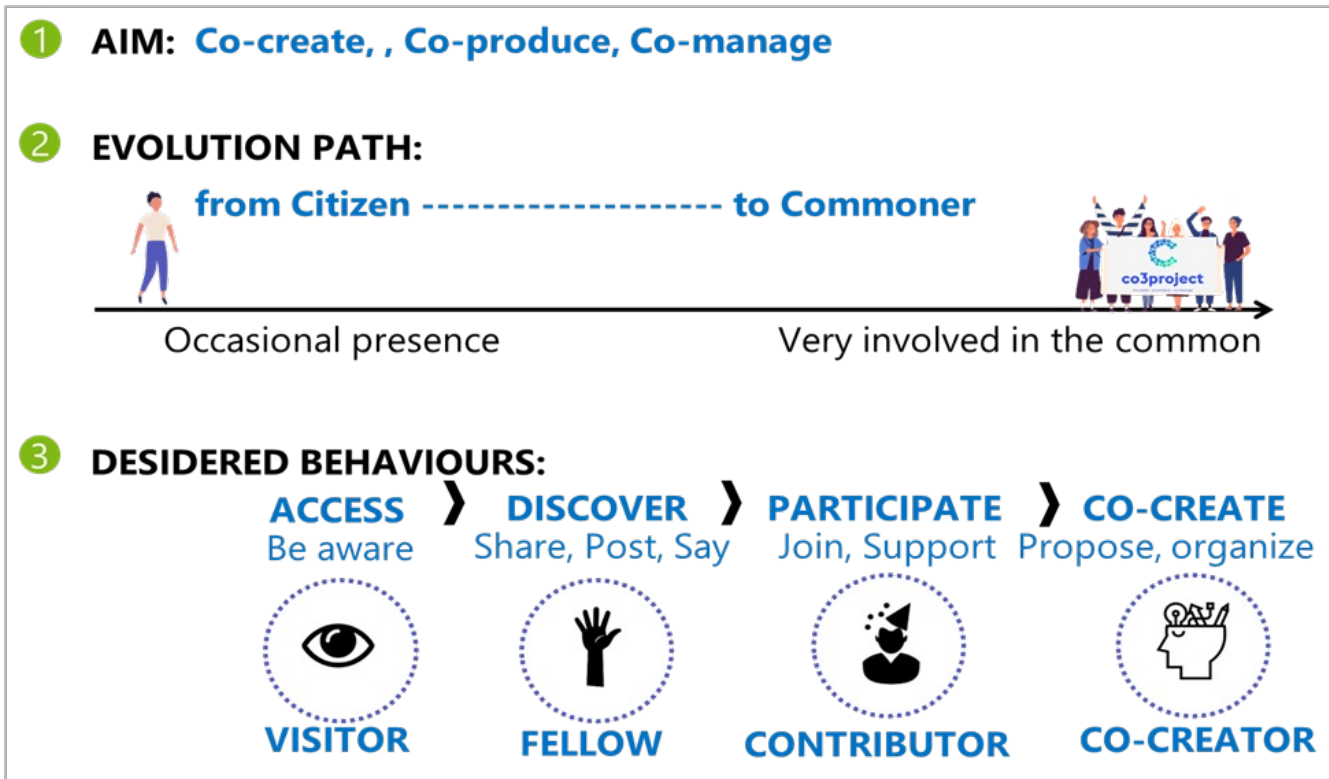 1 AIM: Co-create, , Co-produce, Co-manage
2 EVOLUTION PATH:
from Citizen -------------------- to Commoner
co3project
Occasional presence
Very involved in the common
3 DESIDERED BEHAVIOURS:
ACCESS ❯ DISCOVER ❯ PARTICIPATE ❯ CO-CREATE
Be aware Share, Post, Say Join, Support Propose, organize
VISITOR FELLOW CONTRIBUTOR CO-CREATOR